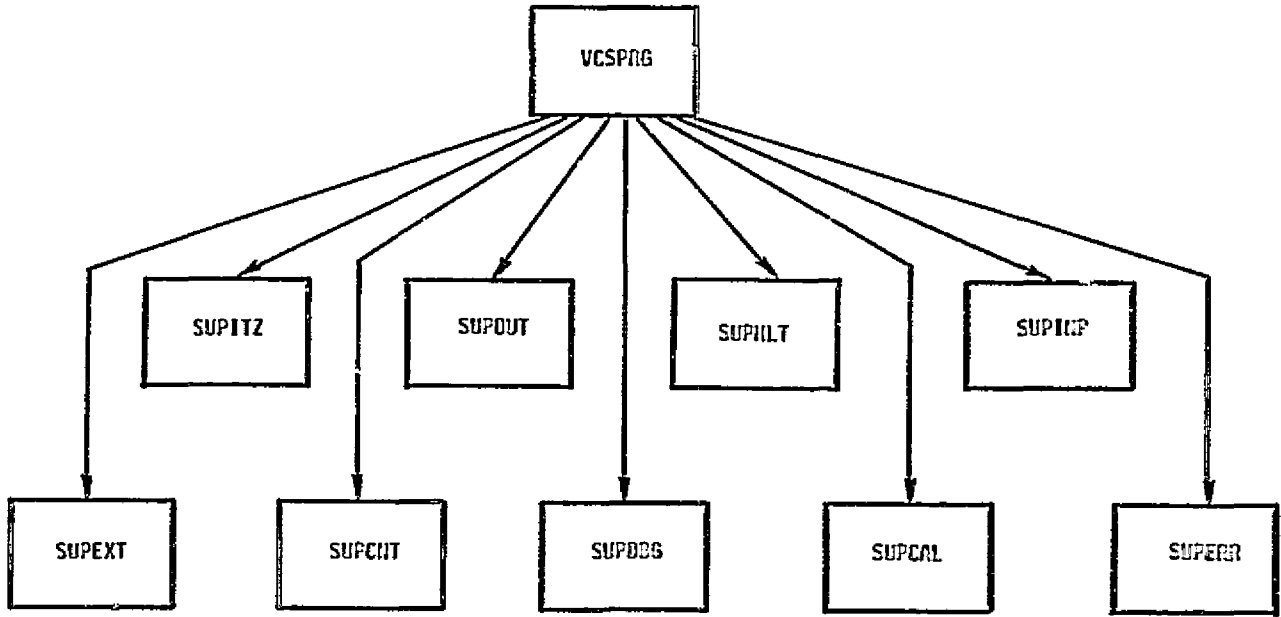 VCSPRG
SUPITZ
SUPOUT
SUPHLT
SUPINP
SUPEXT
SUPCNT
SUPDBG
SUPCAL
SUPERR